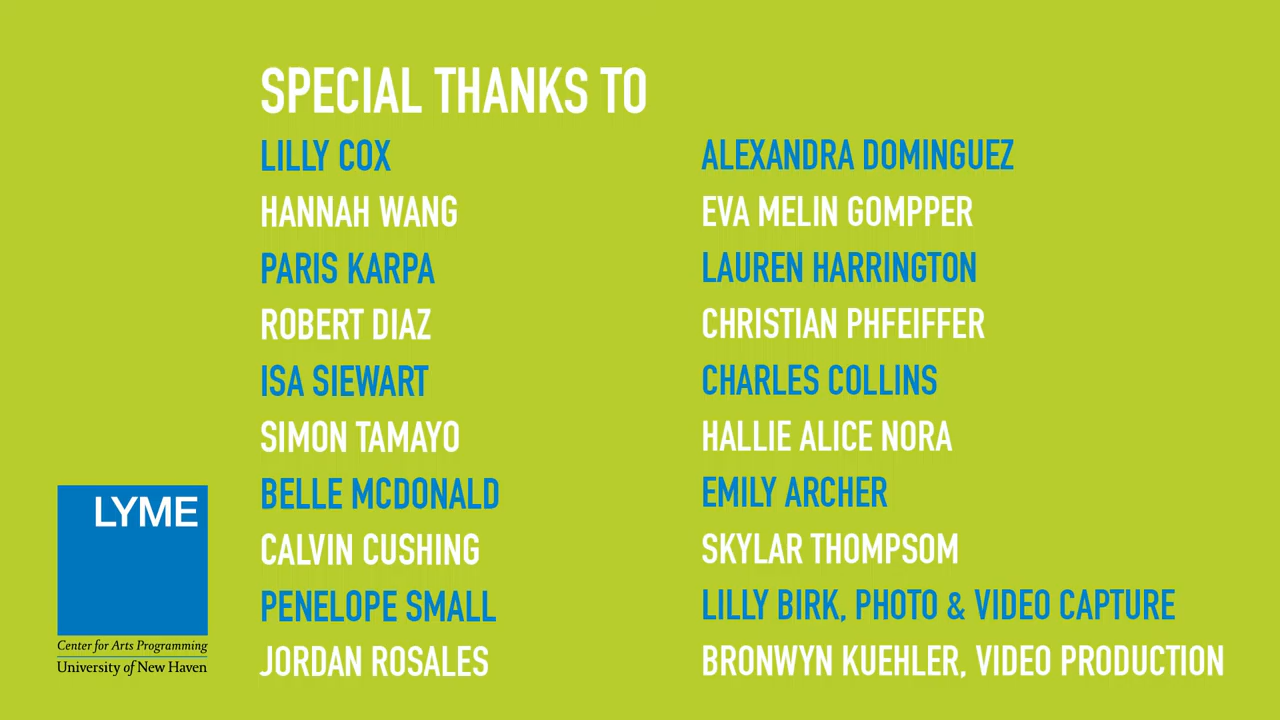 SPECIAL THANKS TO
LILLY COX
HANNAH WANG
PARIS KARPA
ROBERT DIAZ
ISA SIEWART
SIMON TAMAYO
BELLE MCDONALD
CALVIN CUSHING
PENELOPE SMALL
JORDAN ROSALES
ALEXANDRA DOMINGUEZ
EVA MELIN GOMPPER
LAUREN HARRINGTON
CHRISTIAN PHFEIFFER
CHARLES COLLINS
HALLIE ALICE NORA
EMILY ARCHER
SKYLAR THOMPSOM
LILLY BIRK, PHOTO & VIDEO CAPTURE
BRONWYN KUEHLER, VIDEO PRODUCTION
LYME
Center for Arts Programming
University of New Haven